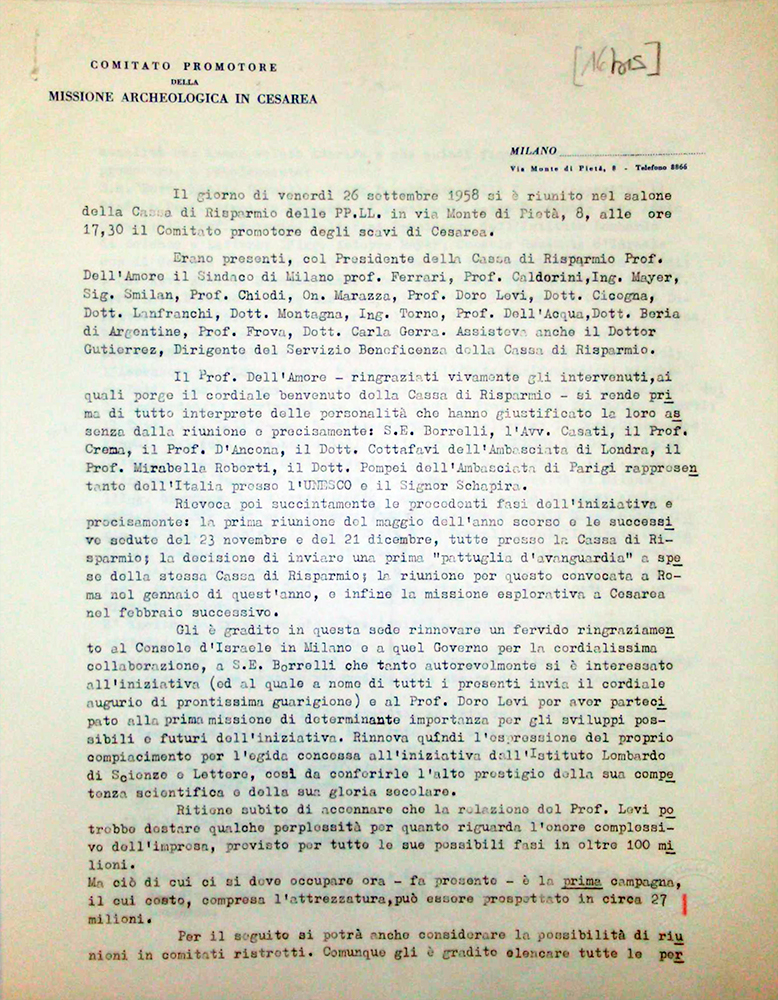 COMITATO PROMOTORE
DELLA
MISSIONE ARCHEOLOGICA IN CESAREA
[16 bis]
MILANO
Via Monte di Pietà, 8 - Telefono 8866
Il giorno di venerdì 26 settembre 1958 si è riunito nel salone
della Cassa di Risparmio delle PP.LL. in via Monte di Pietà, 8, alle ore
17,30 il Comitato promotore degli scavi di Cesarea.
Erano presenti, col Presidente della Cassa di Risparmio Prof.
Dell'Amore il Sindaco di Milano prof. Ferrari, Prof. Calderini,Ing. Mayer,
Sig. Smilan, Prof. Chiodi, On. Marazza, Prof. Doro Levi, Dott. Cicogna,
Dott. Lanfranchi, Dott. Montagna, Ing. Torno, Prof. Dell'Acqua,Dott. Beria
di Argentine, Prof. Frova, Dott. Carla Gerra. Assisteva anche il Dottor
Gutierrez, Dirigente del Servizio Beneficenza della Cassa di Risparmio.
Il Prof. Dell'Amore - ringraziati vivamente gli intervenuti,ai
quali porge il cordiale benvenuto della Cassa di Risparmio - si rende pri
ma di tutto interprete delle personalità che hanno giustificato la loro as
senza dalla riunione e precisamente: S.E. Borrelli, l'Avv. Casati, il Prof.
Crema, il Prof. D'Ancona, il Dott. Cottafavi dell'Ambasciata di Londra, il
Prof. Mirabella Roberti, il Dott. Pompei dell'Ambasciata di Parigi rappresen
tante dell'Italia presso l'UNESCO e il Signor Schapira.
Rievoca poi succintamente le precedenti fasi dell'iniziativa e
precisamente: la prima riunione del maggio dell'anno scorso e le successi
ve sedute del 23 novembre e del 21 dicembre, tutte presso la Cassa di Ri-
sparmio; la decisione di inviare una prima "pattuglia d'avanguardia" a spe
se della stessa Cassa di Risparmio; la riunione per questo convocata a Ro-
ma nel gennaio di quest'anno, e infine la missione esplorativa a Cesarea
nel febbraio successivo.
Gli è gradito in questa sede rinnovare un fervido ringraziamen
to al Console d'Israele in Milano e a quel Governo per la cordialissima
collaborazione, a S.E. Borrelli che tanto autorevolmente si è interessato
all'iniziativa (ed al quale a nome di tutti i presenti invia il cordiale
augurio di prontissima guarigione) e al Prof. Doro Levi per aver parteci
pato alla prima missione di determinante importanza per gli sviluppi pos-
sibili e futuri dell'iniziativa. Rinnova quindi l'espressione del proprio
compiacimento per l'egida concessa all'iniziativa dall'Istituto Lombardo
di Scienze e Lettere, così da conferirle l'alto prestigio della sua compe
tenza scientifica e della sua gloria secolare.
Ritiene subito di accennare che la relazione del Prof. Levi po
trebbe destare qualche perplessità per quanto riguarda l'onere complessi-
vo dell'impresa, previsto per tutte le sue possibili fasi in oltre 100 mi
lioni.
Ma ciò di cui ci si deve occupare ora - fa presente - è la prima campagna,
il cui costo, compresa l'attrezzatura,può essere prospettato in circa 27
milioni.
Per il seguito si potrà anche considerare la possibilità di riu
nioni in comitati ristretti. Comunque gli è gradito elencare tutte le per